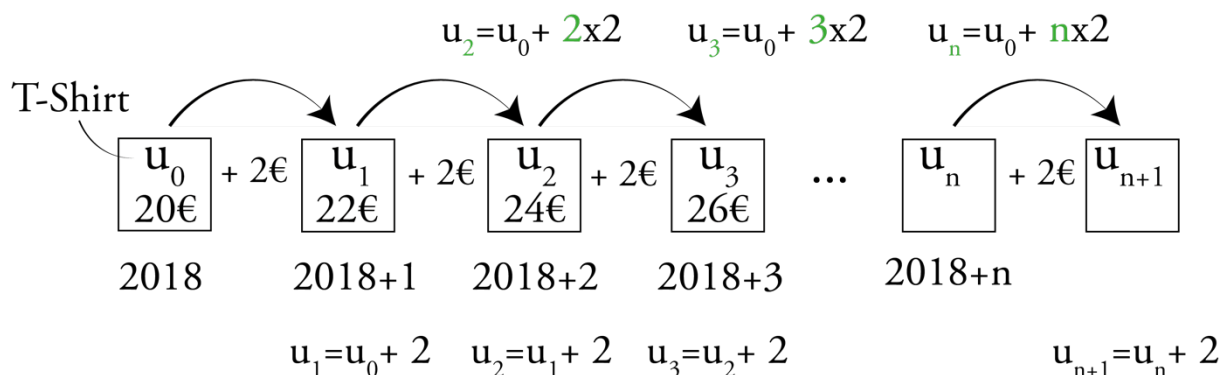 u₂=u₀+ 2x2 u₃=u₀+ 3x2 uₙ=u₀+ nx2
T-Shirt
u₀ + 2€ u₁ + 2€ u₂ + 2€ u₃ ... uₙ + 2€ uₙ₊₁
20€ 22€ 24€ 26€
2018 2018+1 2018+2 2018+3 2018+n
u₁=u₀+ 2 u₂=u₁+ 2 u₃=u₂+ 2 uₙ₊₁=uₙ+ 2